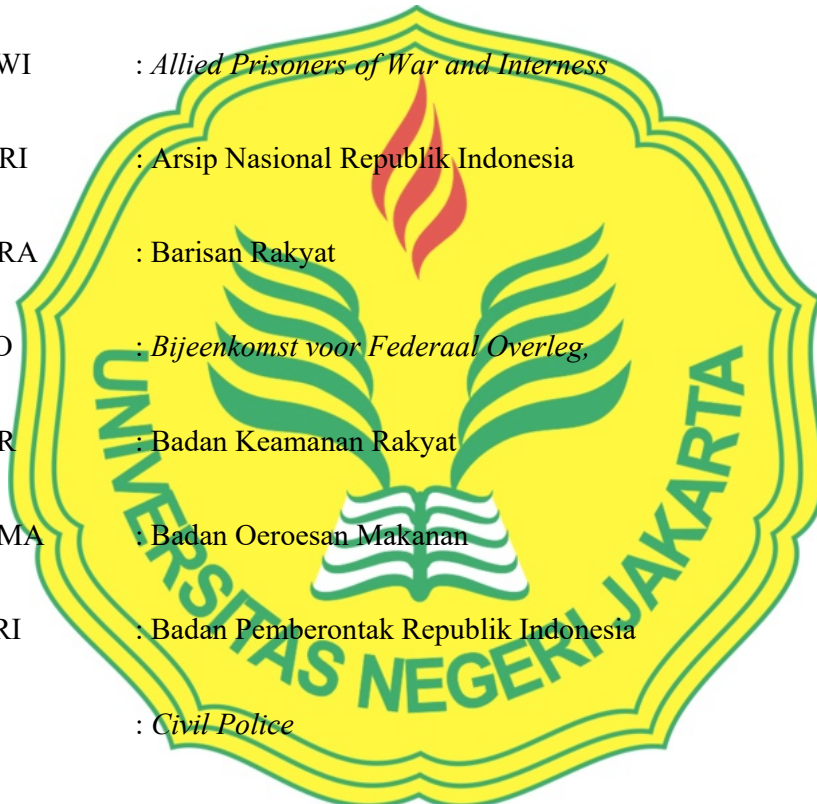 WI : Allied Prisoners of War and Interness
RI : Arsip Nasional Republik Indonesia
RA : Barisan Rakyat
O : Bijeenkomst voor Federaal Overleg,
R : Badan Keamanan Rakyat
MA : Badan Oeroesan Makanan
RI : Badan Pemberontak Republik Indonesia
: Civil Police
UNIVERSITAS NEGERI JAKARTA